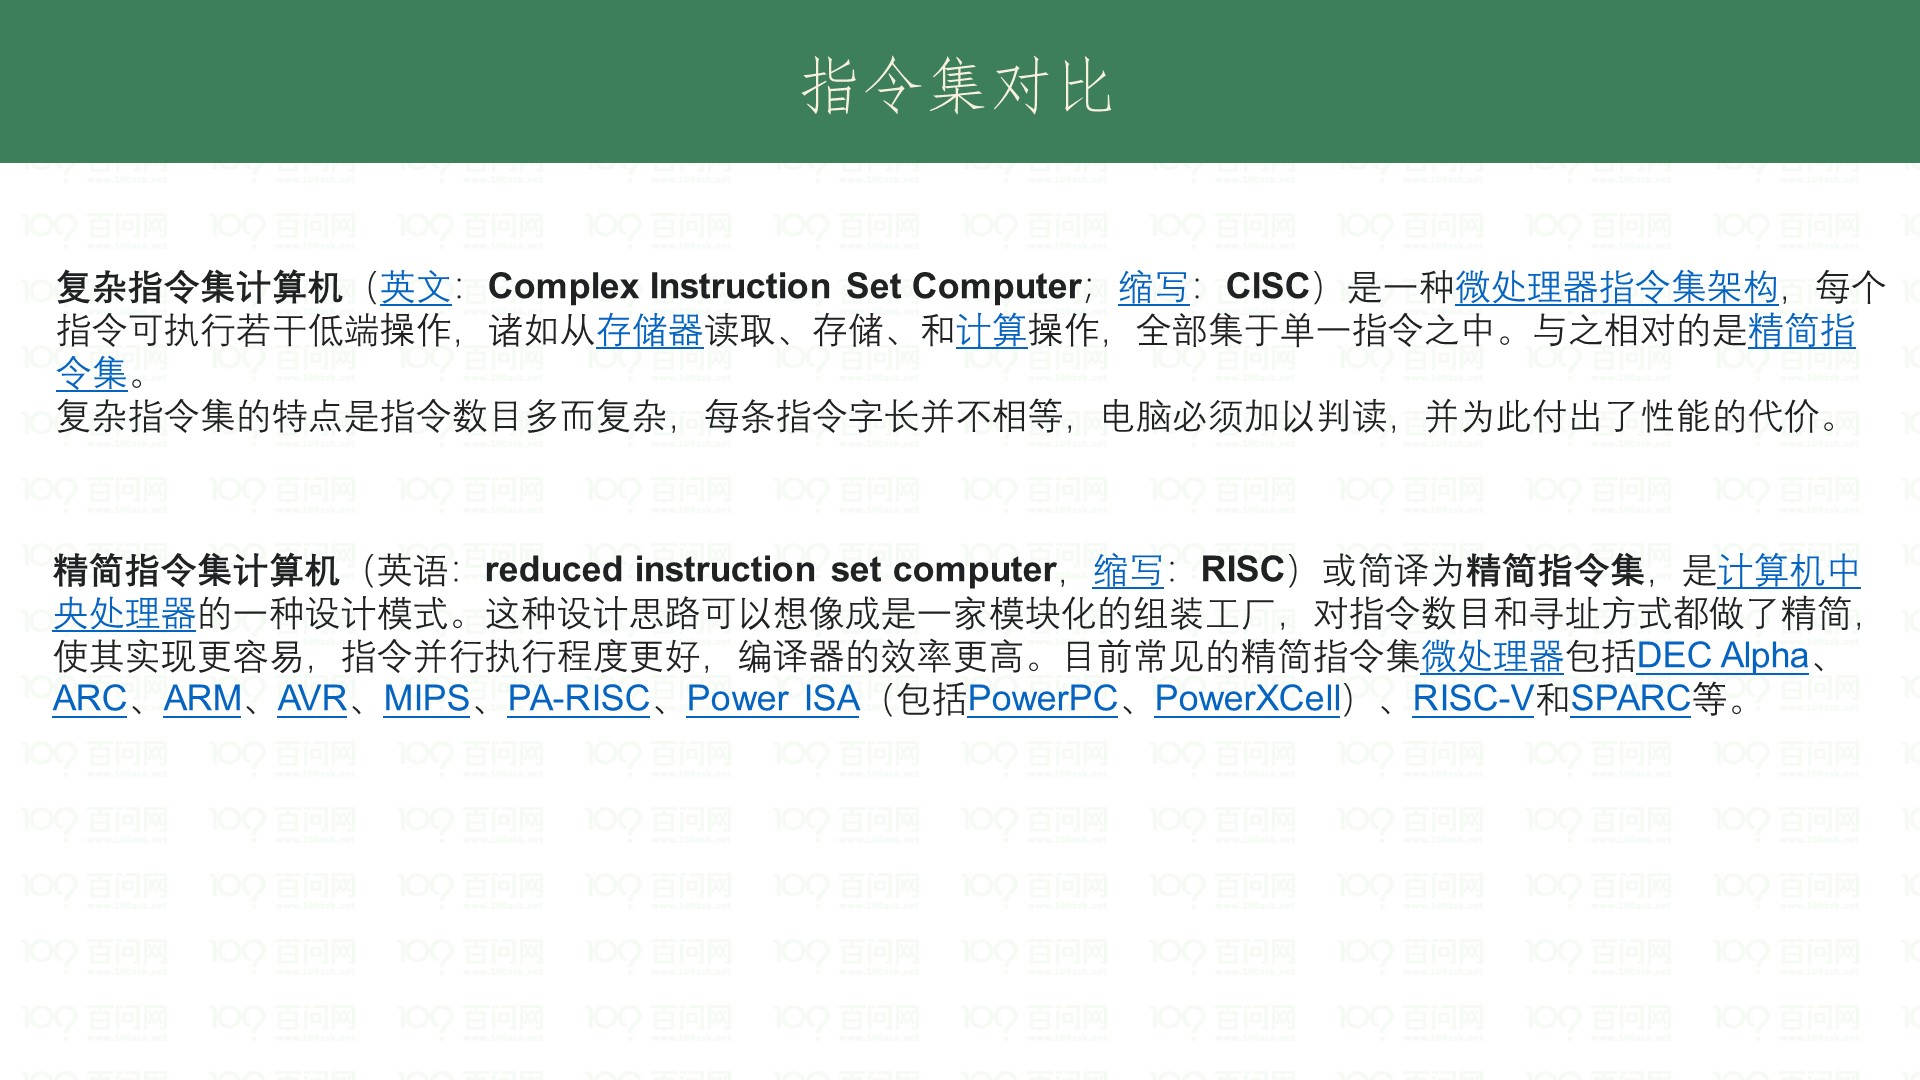 指令集对比
复杂指令集计算机（英文：Complex Instruction Set Computer；缩写：CISC）是一种微处理器指令集架构，每个
指令可执行若干低端操作，诸如从存储器读取、存储、和计算操作，全部集于单一指令之中。与之相对的是精简指
令集。
复杂指令集的特点是指令数目多而复杂，每条指令字长并不相等，电脑必须加以判读，并为此付出了性能的代价。
精简指令集计算机（英语：reduced instruction set computer，缩写：RISC）或简译为精简指令集，是计算机中
央处理器的一种设计模式。这种设计思路可以想像成是一家模块化的组装工厂，对指令数目和寻址方式都做了精简，
使其实现更容易，指令并行执行程度更好，编译器的效率更高。目前常见的精简指令集微处理器包括DEC Alpha、
ARC、ARM、AVR、MIPS、PA-RISC、Power ISA（包括PowerPC、PowerXCell）、RISC-V和SPARC等。